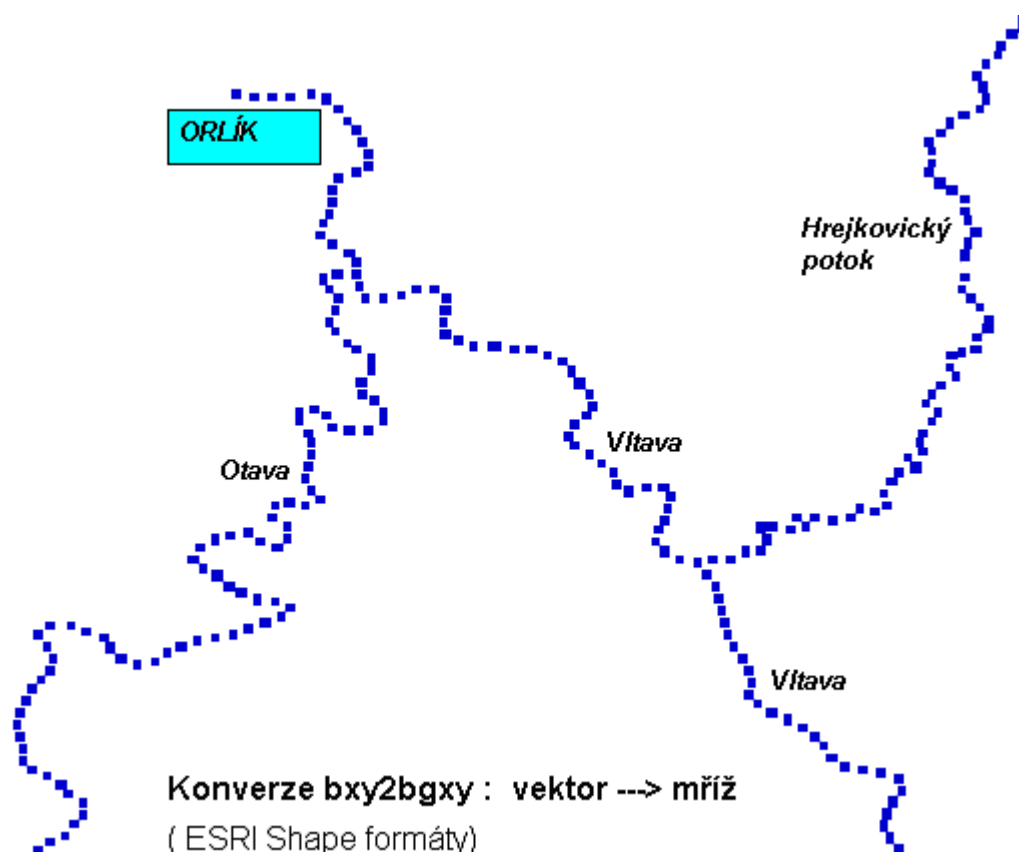 ORLÍK
Hrejkovický
potok
Vltava
Otava
Vltava
Konverze bxy2bgxy : vektor ---> mříž
( ESRI Shape formáty)